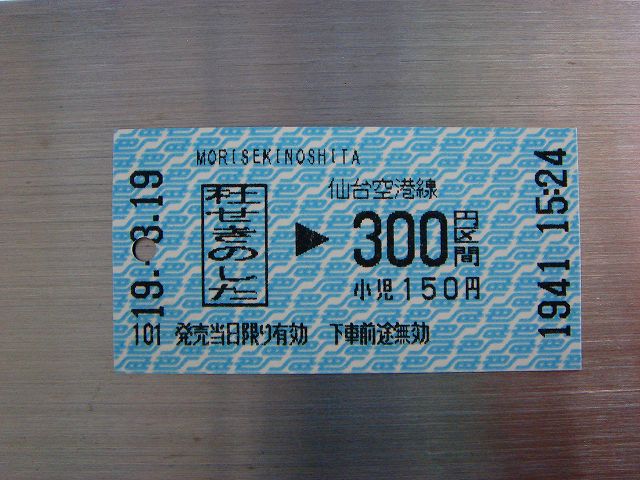 MORISEKINOSHITA
仙台空港線
杜せきのした
▶ 300円区間
小児150円
101 発売当日限り有効 下車前途無効
19.-3.19
1941 15:24